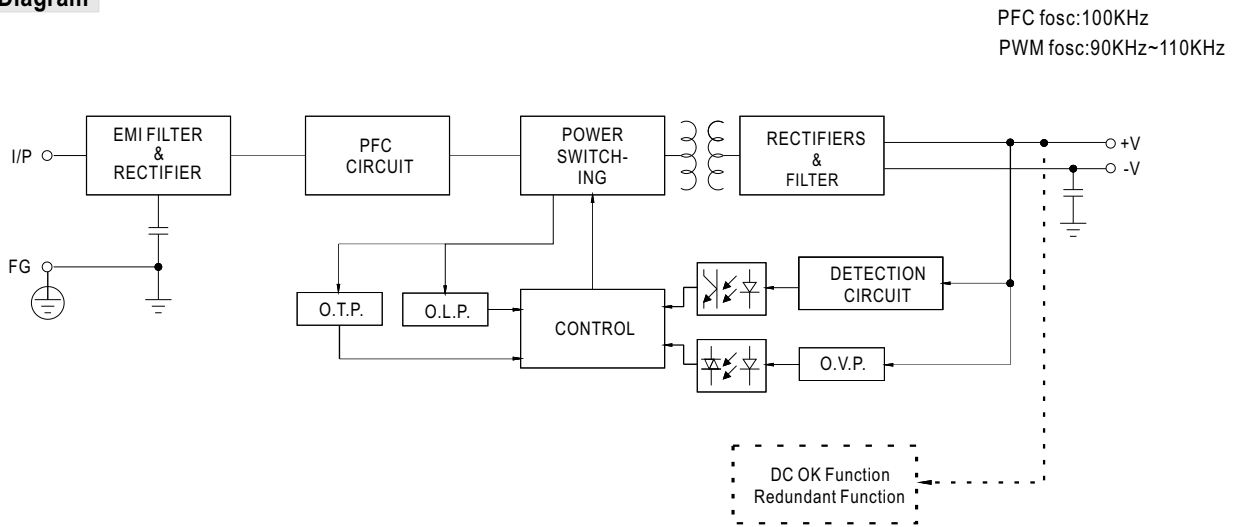 Diagram
PFC fosc:100KHz
PWM fosc:90KHz~110KHz
I/P
EMI FILTER
&
RECTIFIER
PFC
CIRCUIT
POWER
SWITCH-
ING
RECTIFIERS
&
FILTER
+V
-V
FG
O.T.P.
O.L.P.
CONTROL
DETECTION
CIRCUIT
O.V.P.
DC OK Function
Redundant Function